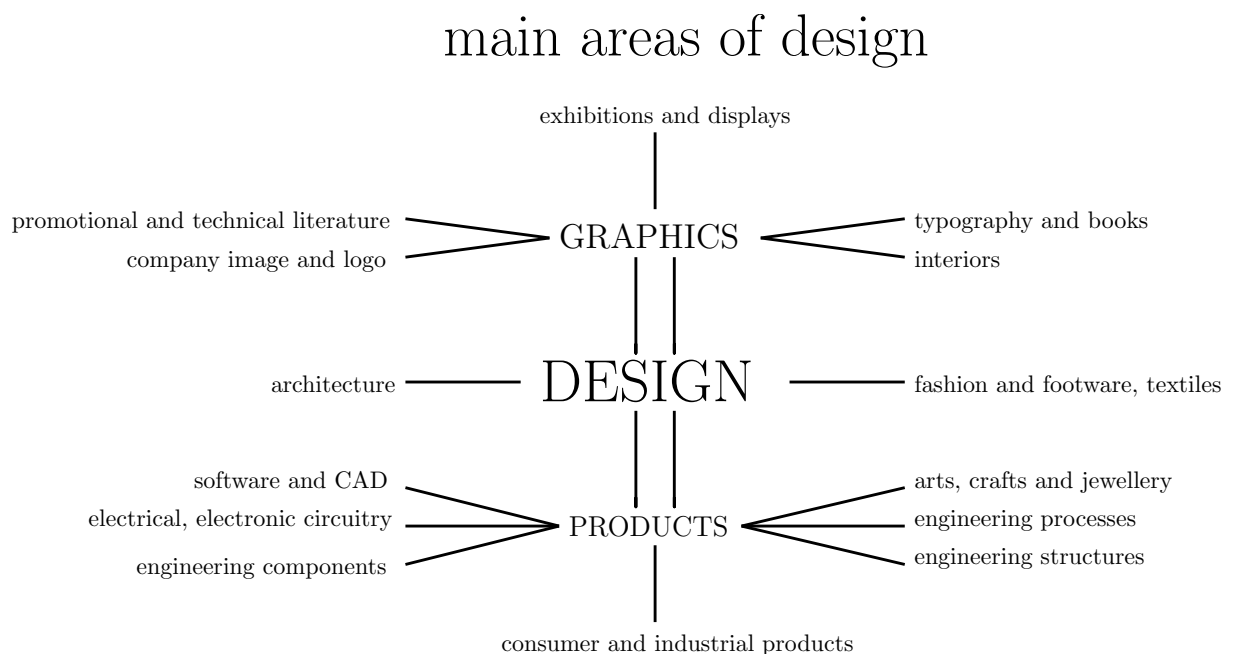 main areas of design
exhibitions and displays
promotional and technical literature
typography and books
GRAPHICS
company image and logo
interiors
DESIGN
architecture
fashion and footware, textiles
software and CAD
arts, crafts and jewellery
electrical, electronic circuitry
engineering processes
PRODUCTS
engineering components
engineering structures
consumer and industrial products